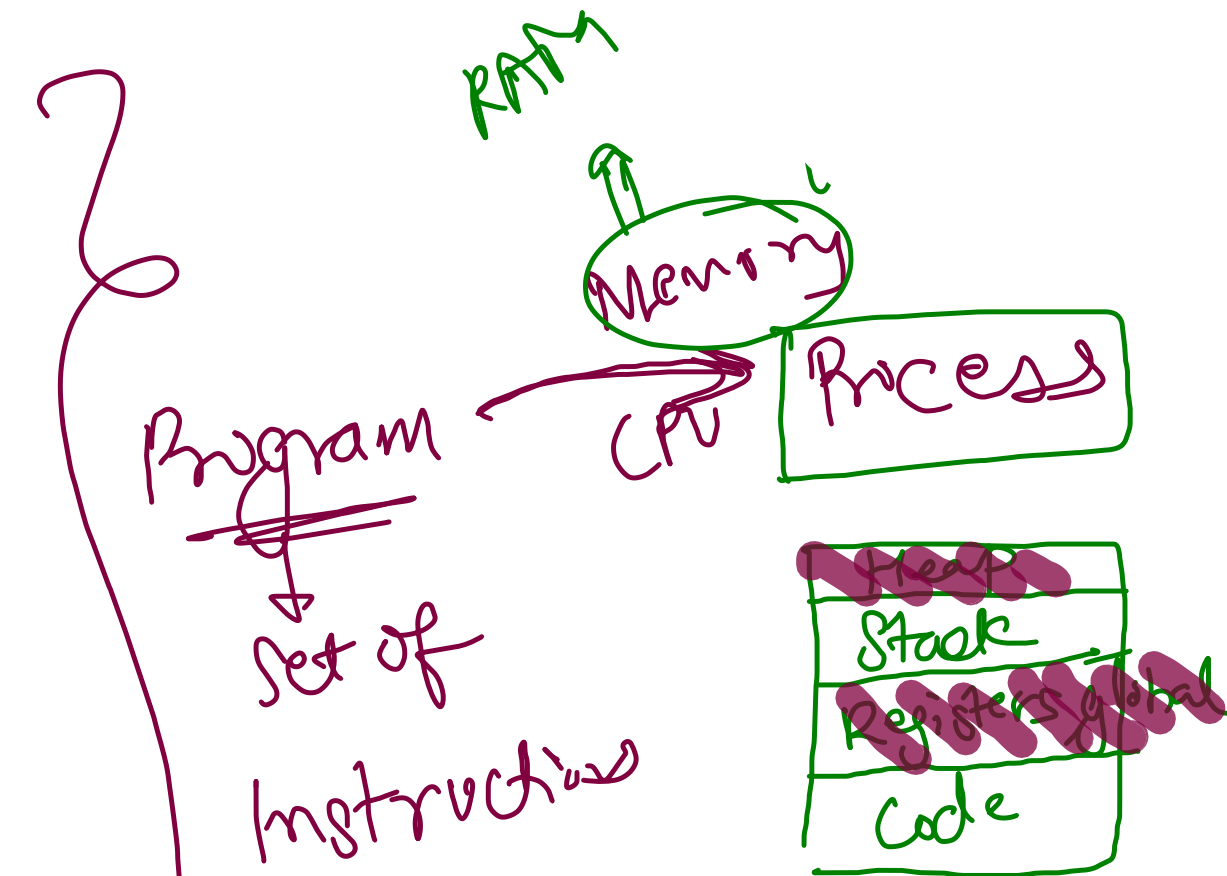 RAM
Memory
Process
CPU
Program
Heap
Stack
Set of
Registers global
Instructions
Code